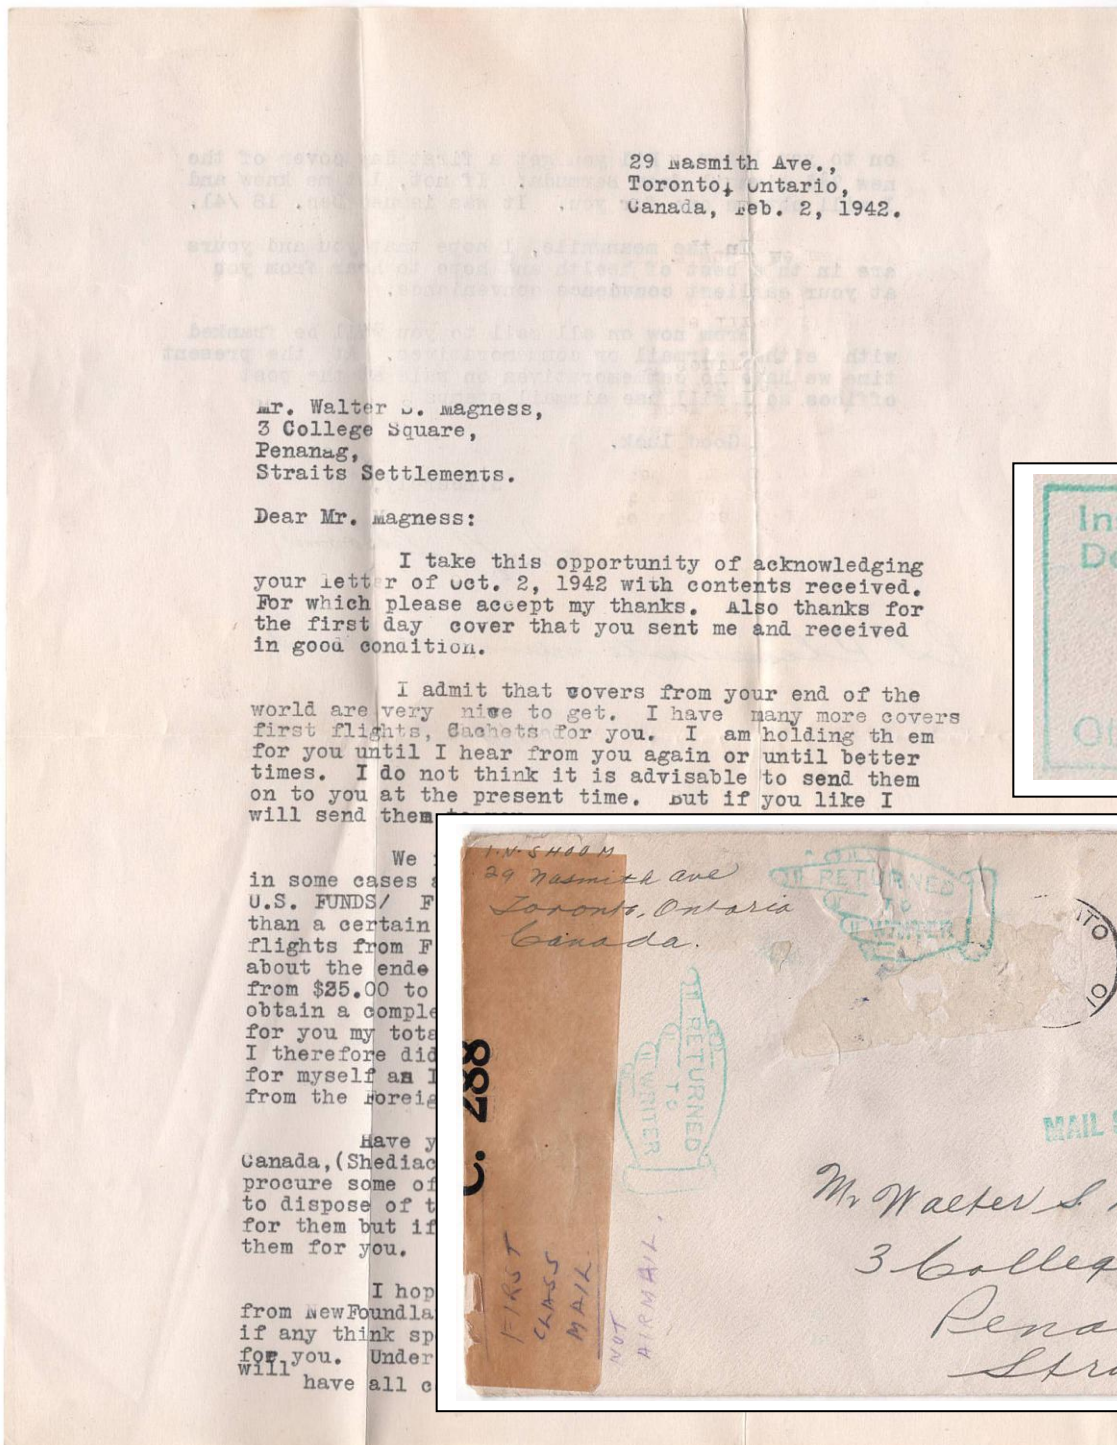 29 Nasmith Ave.,
Toronto, Ontario,
Canada, Feb. 2, 1942.
Mr. Walter S. Magness,
3 College Square,
Penanag,
Straits Settlements.
Dear Mr. Magness:
I take this opportunity of acknowledging
your letter of Oct. 2, 1942 with contents received.
For which please accept my thanks. Also thanks for
the first day cover that you sent me and received
in good condition.
I admit that covers from your end of the
world are very nice to get. I have many more covers
first flights, Cachets for you. I am holding th em
for you until I hear from you again or until better
times. I do not think it is advisable to send them
on to you at the present time. But if you like I
will send them to you
We
in some cases
U.S. FUNDS/ F
than a certain
flights from F
about the ende
from $25.00 to
obtain a comple
for you my tota
I therefore did
for myself as I
from the Foreig
Have y
Canada,(Shediac
procure some of
to dispose of t
for them but if
them for you.
I hop
from NewFoundla
if any think sp
for you. Under
will
have all c
In
De
O
I.N. SHOOM
29 Nasmith Ave
Toronto, Ontario
Canada.
RETURNED
TO
WRITER
RETURNED
TO
WRITER
TO
C. 288
MAIL S
Mr Walter S.
3 Colleg
Pena
Stra
FIRST
CLASS
MAIL.
NOT
AIRMAIL.